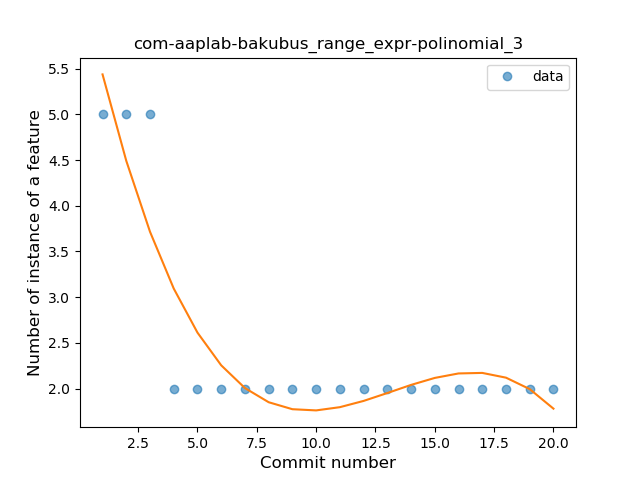 com-aaplab-bakubus_range_expr-polinomial_3
data
Number of instance of a feature
5.5
5.0
4.5
4.0
3.5
3.0
2.5
2.0
2.5 5.0 7.5 10.0 12.5 15.0 17.5 20.0
Commit number